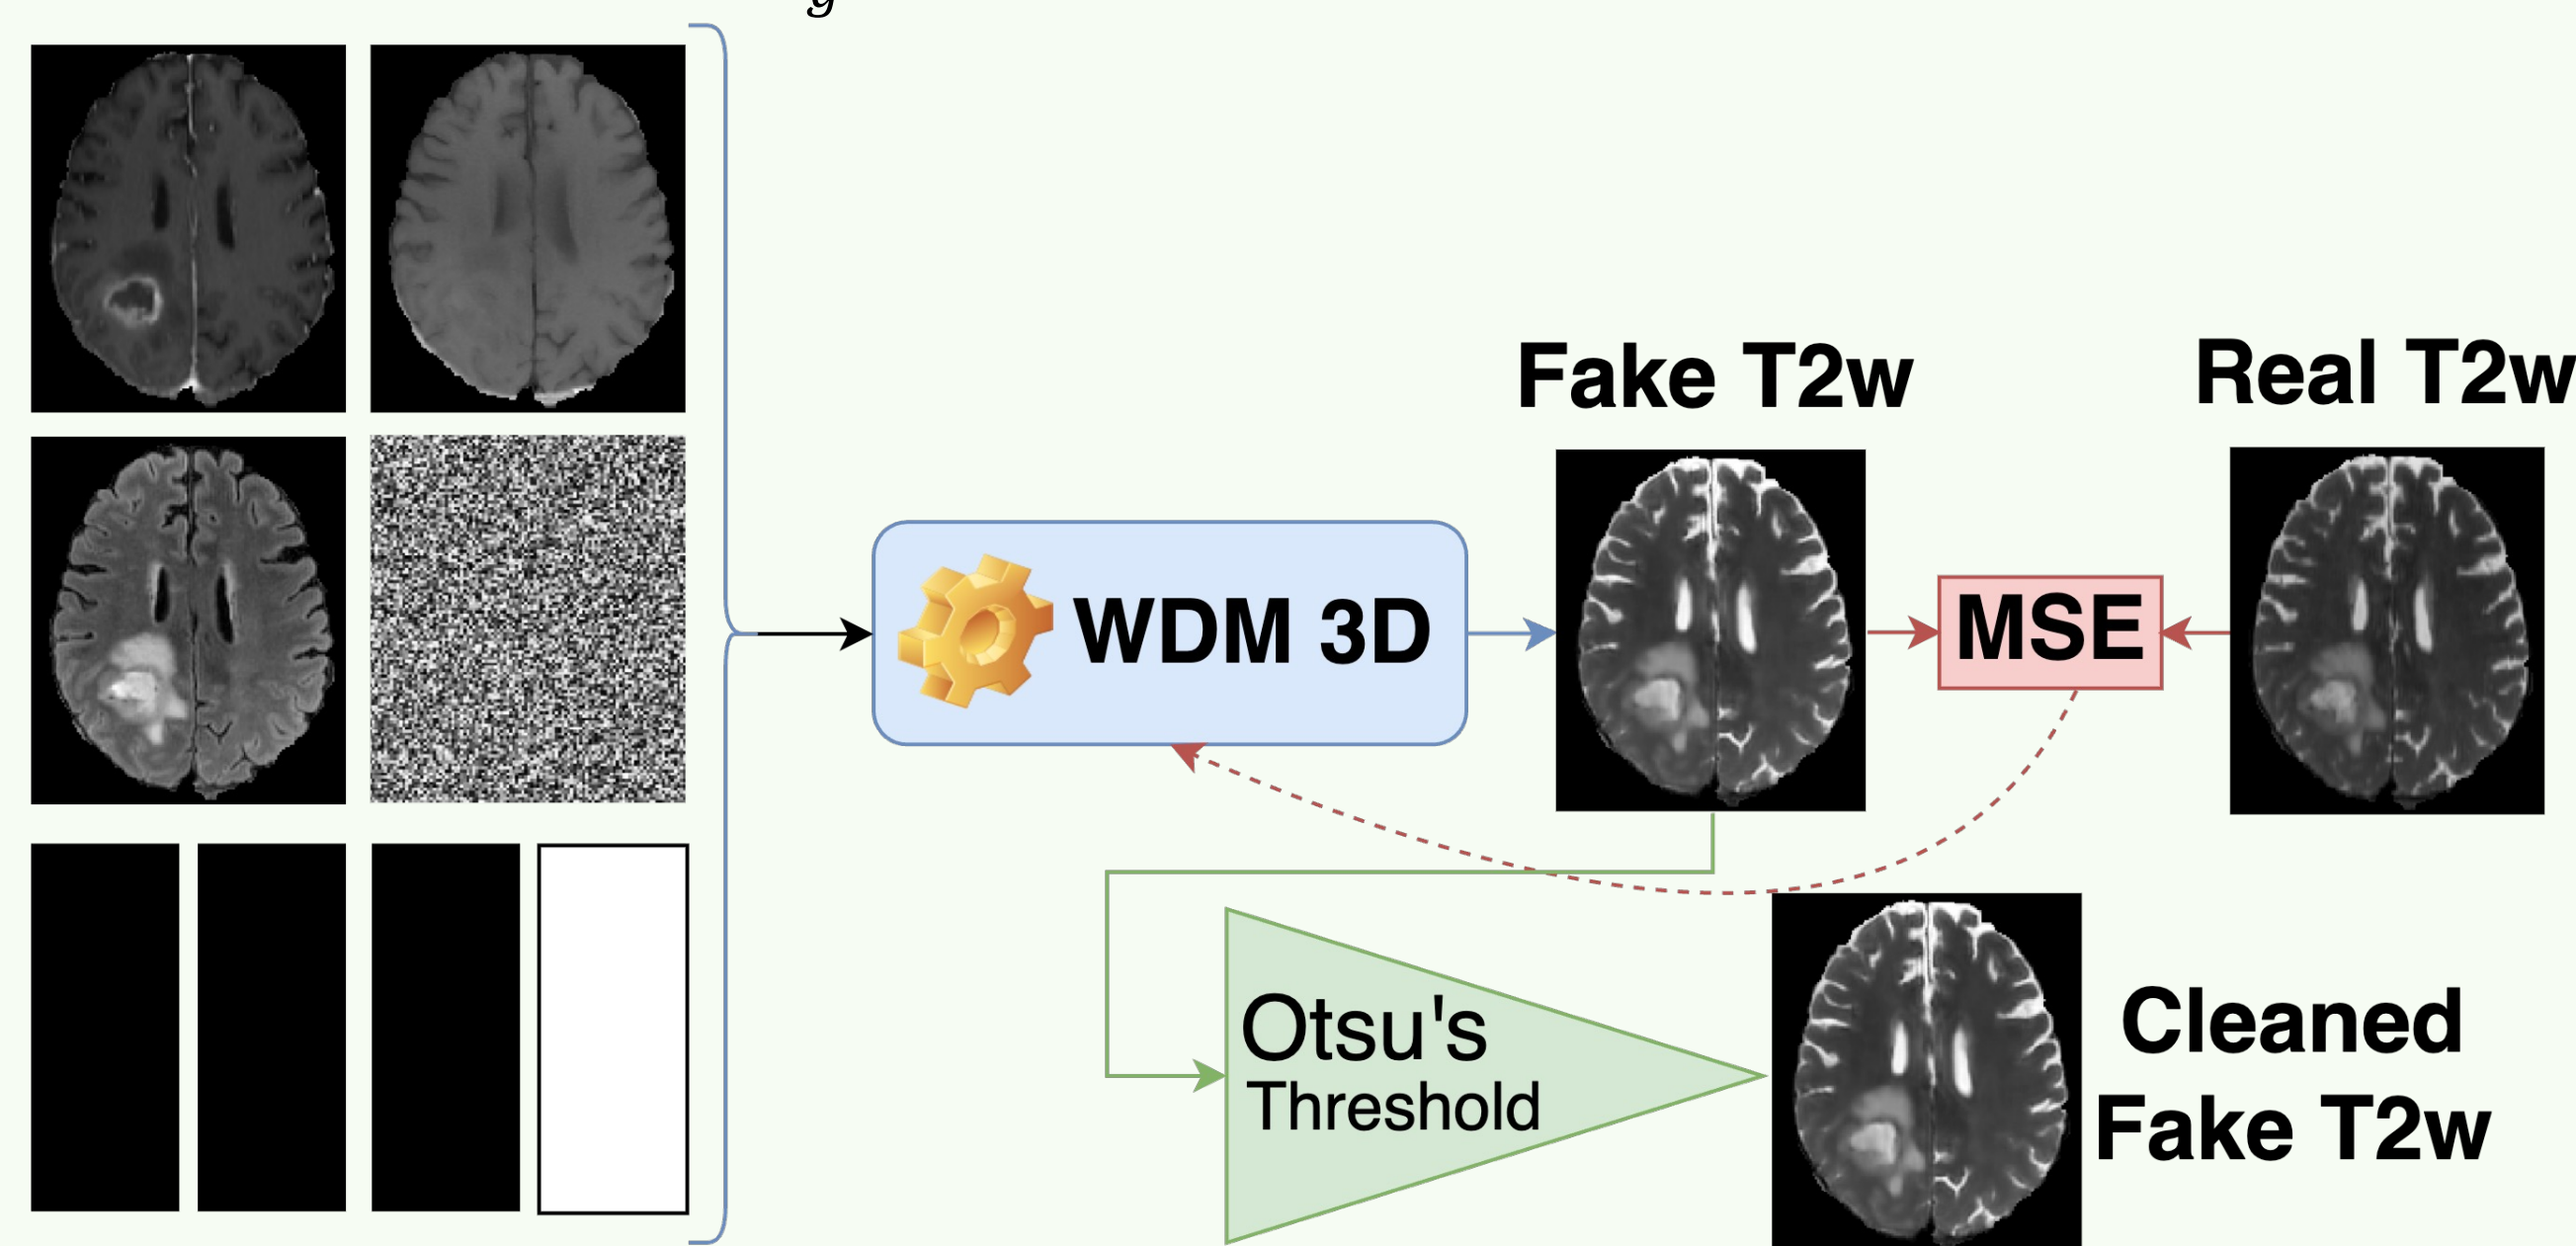 g
Fake T2w
Real T2w
WDM 3D
MSE
Otsu's
Threshold
Cleaned
Fake T2w